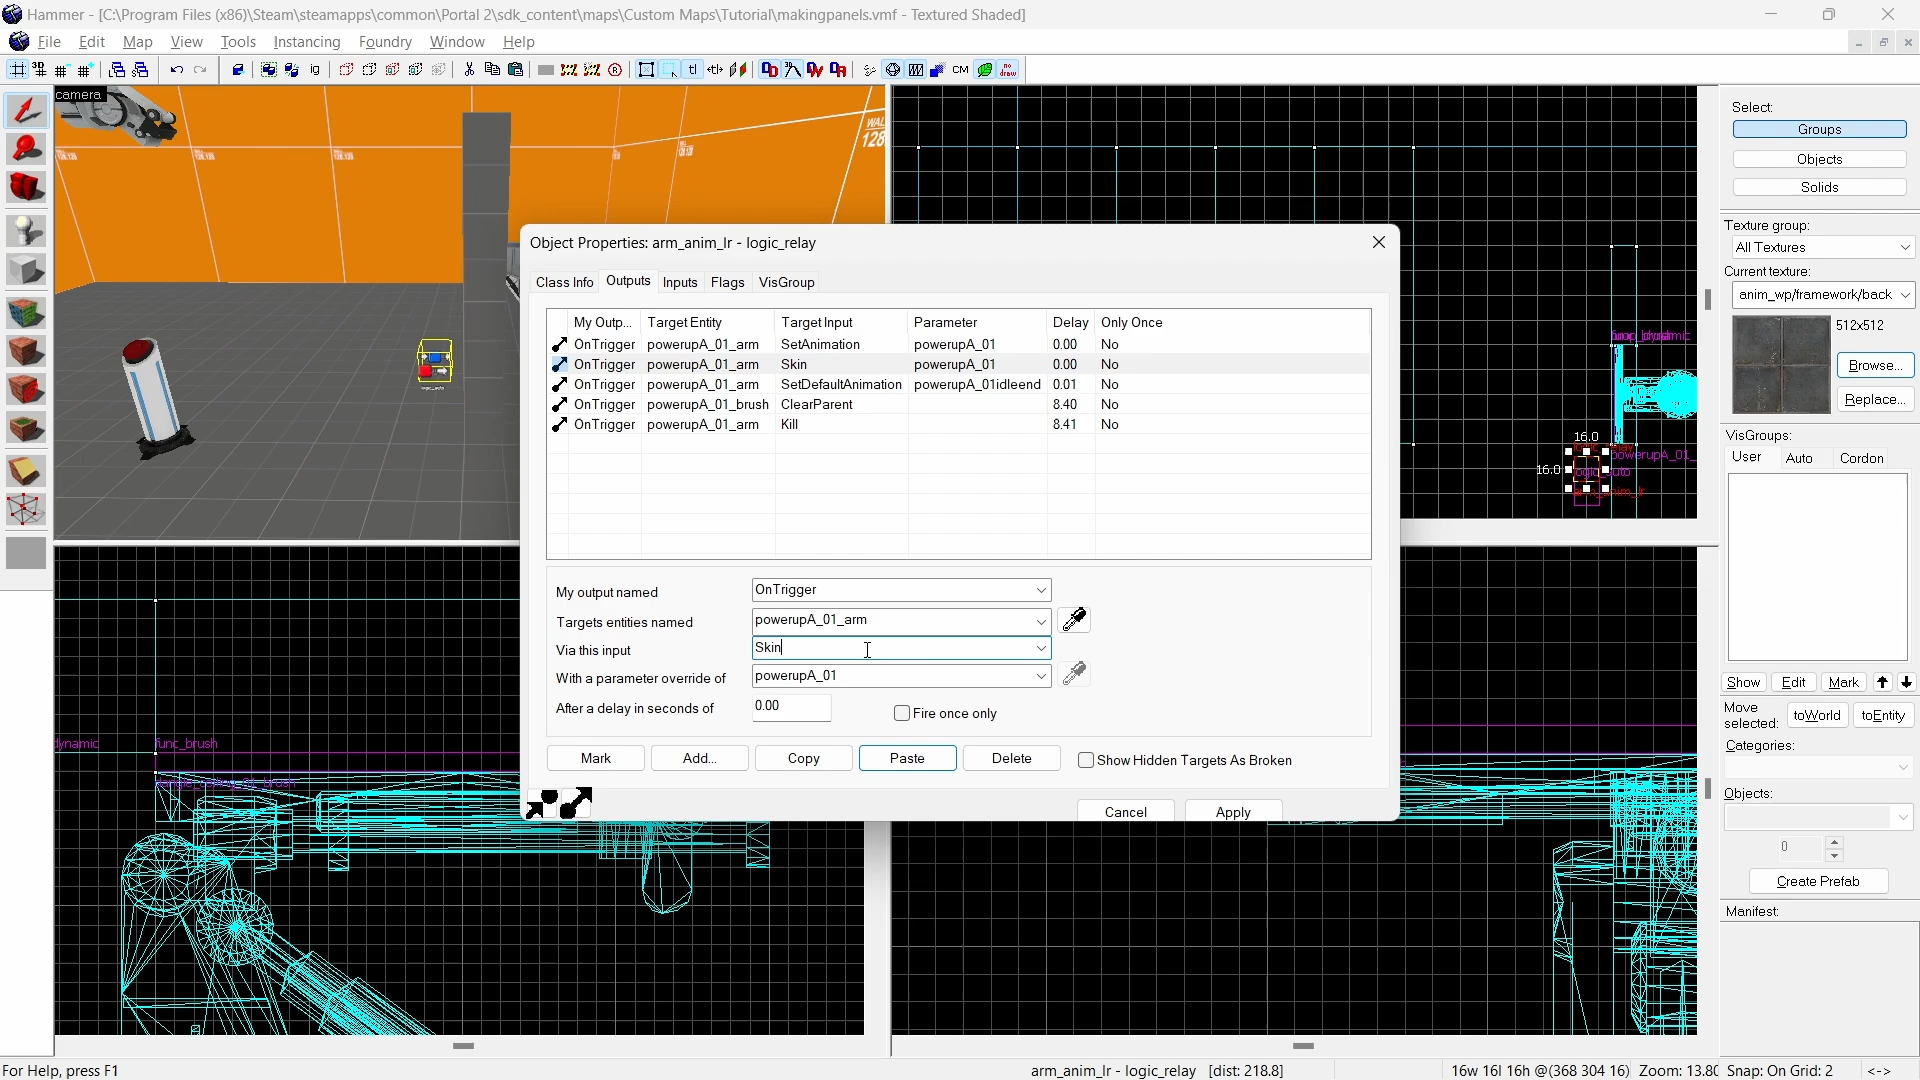 Hammer - [C:\Program Files (x86)\Steam\steamapps\common\Portal 2\sdk_content\maps\Custom Maps\Tutorial\makingpanels.vmf - Textured Shaded]
File Edit Map View Tools Instancing Foundry Window Help
camera
WAL
128
Select:
Groups
Objects
Solids
Texture group:
All Textures
Current texture:
anim_wp/framework/back
512x512
Browse...
Replace...
VisGroups:
User Auto Cordon
Show Edit Mark
Move selected: toWorld toEntity
Categories:
Objects:
0
Create Prefab
Manifest:
Object Properties: arm_anim_lr - logic_relay
Class Info Outputs Inputs Flags VisGroup
My Outp... Target Entity Target Input Parameter Delay Only Once
OnTrigger powerupA_01_arm SetAnimation powerupA_01 0.00 No
OnTrigger powerupA_01_arm Skin powerupA_01 0.00 No
OnTrigger powerupA_01_arm SetDefaultAnimation powerupA_01idleend 0.01 No
OnTrigger powerupA_01_brush ClearParent 8.40 No
OnTrigger powerupA_01_arm Kill 8.41 No
My output named OnTrigger
Targets entities named powerupA_01_arm
Via this input Skin
With a parameter override of powerupA_01
After a delay in seconds of 0.00 Fire once only
Mark Add... Copy Paste Delete Show Hidden Targets As Broken
Cancel Apply
16.0
16.0
powerupA_01_
dynamic
func_brush
For Help, press F1 arm_anim_lr - logic_relay [dist: 218.8] 16w 16l 16h @(368 304 16) Zoom: 13.80 Snap: On Grid: 2 <->